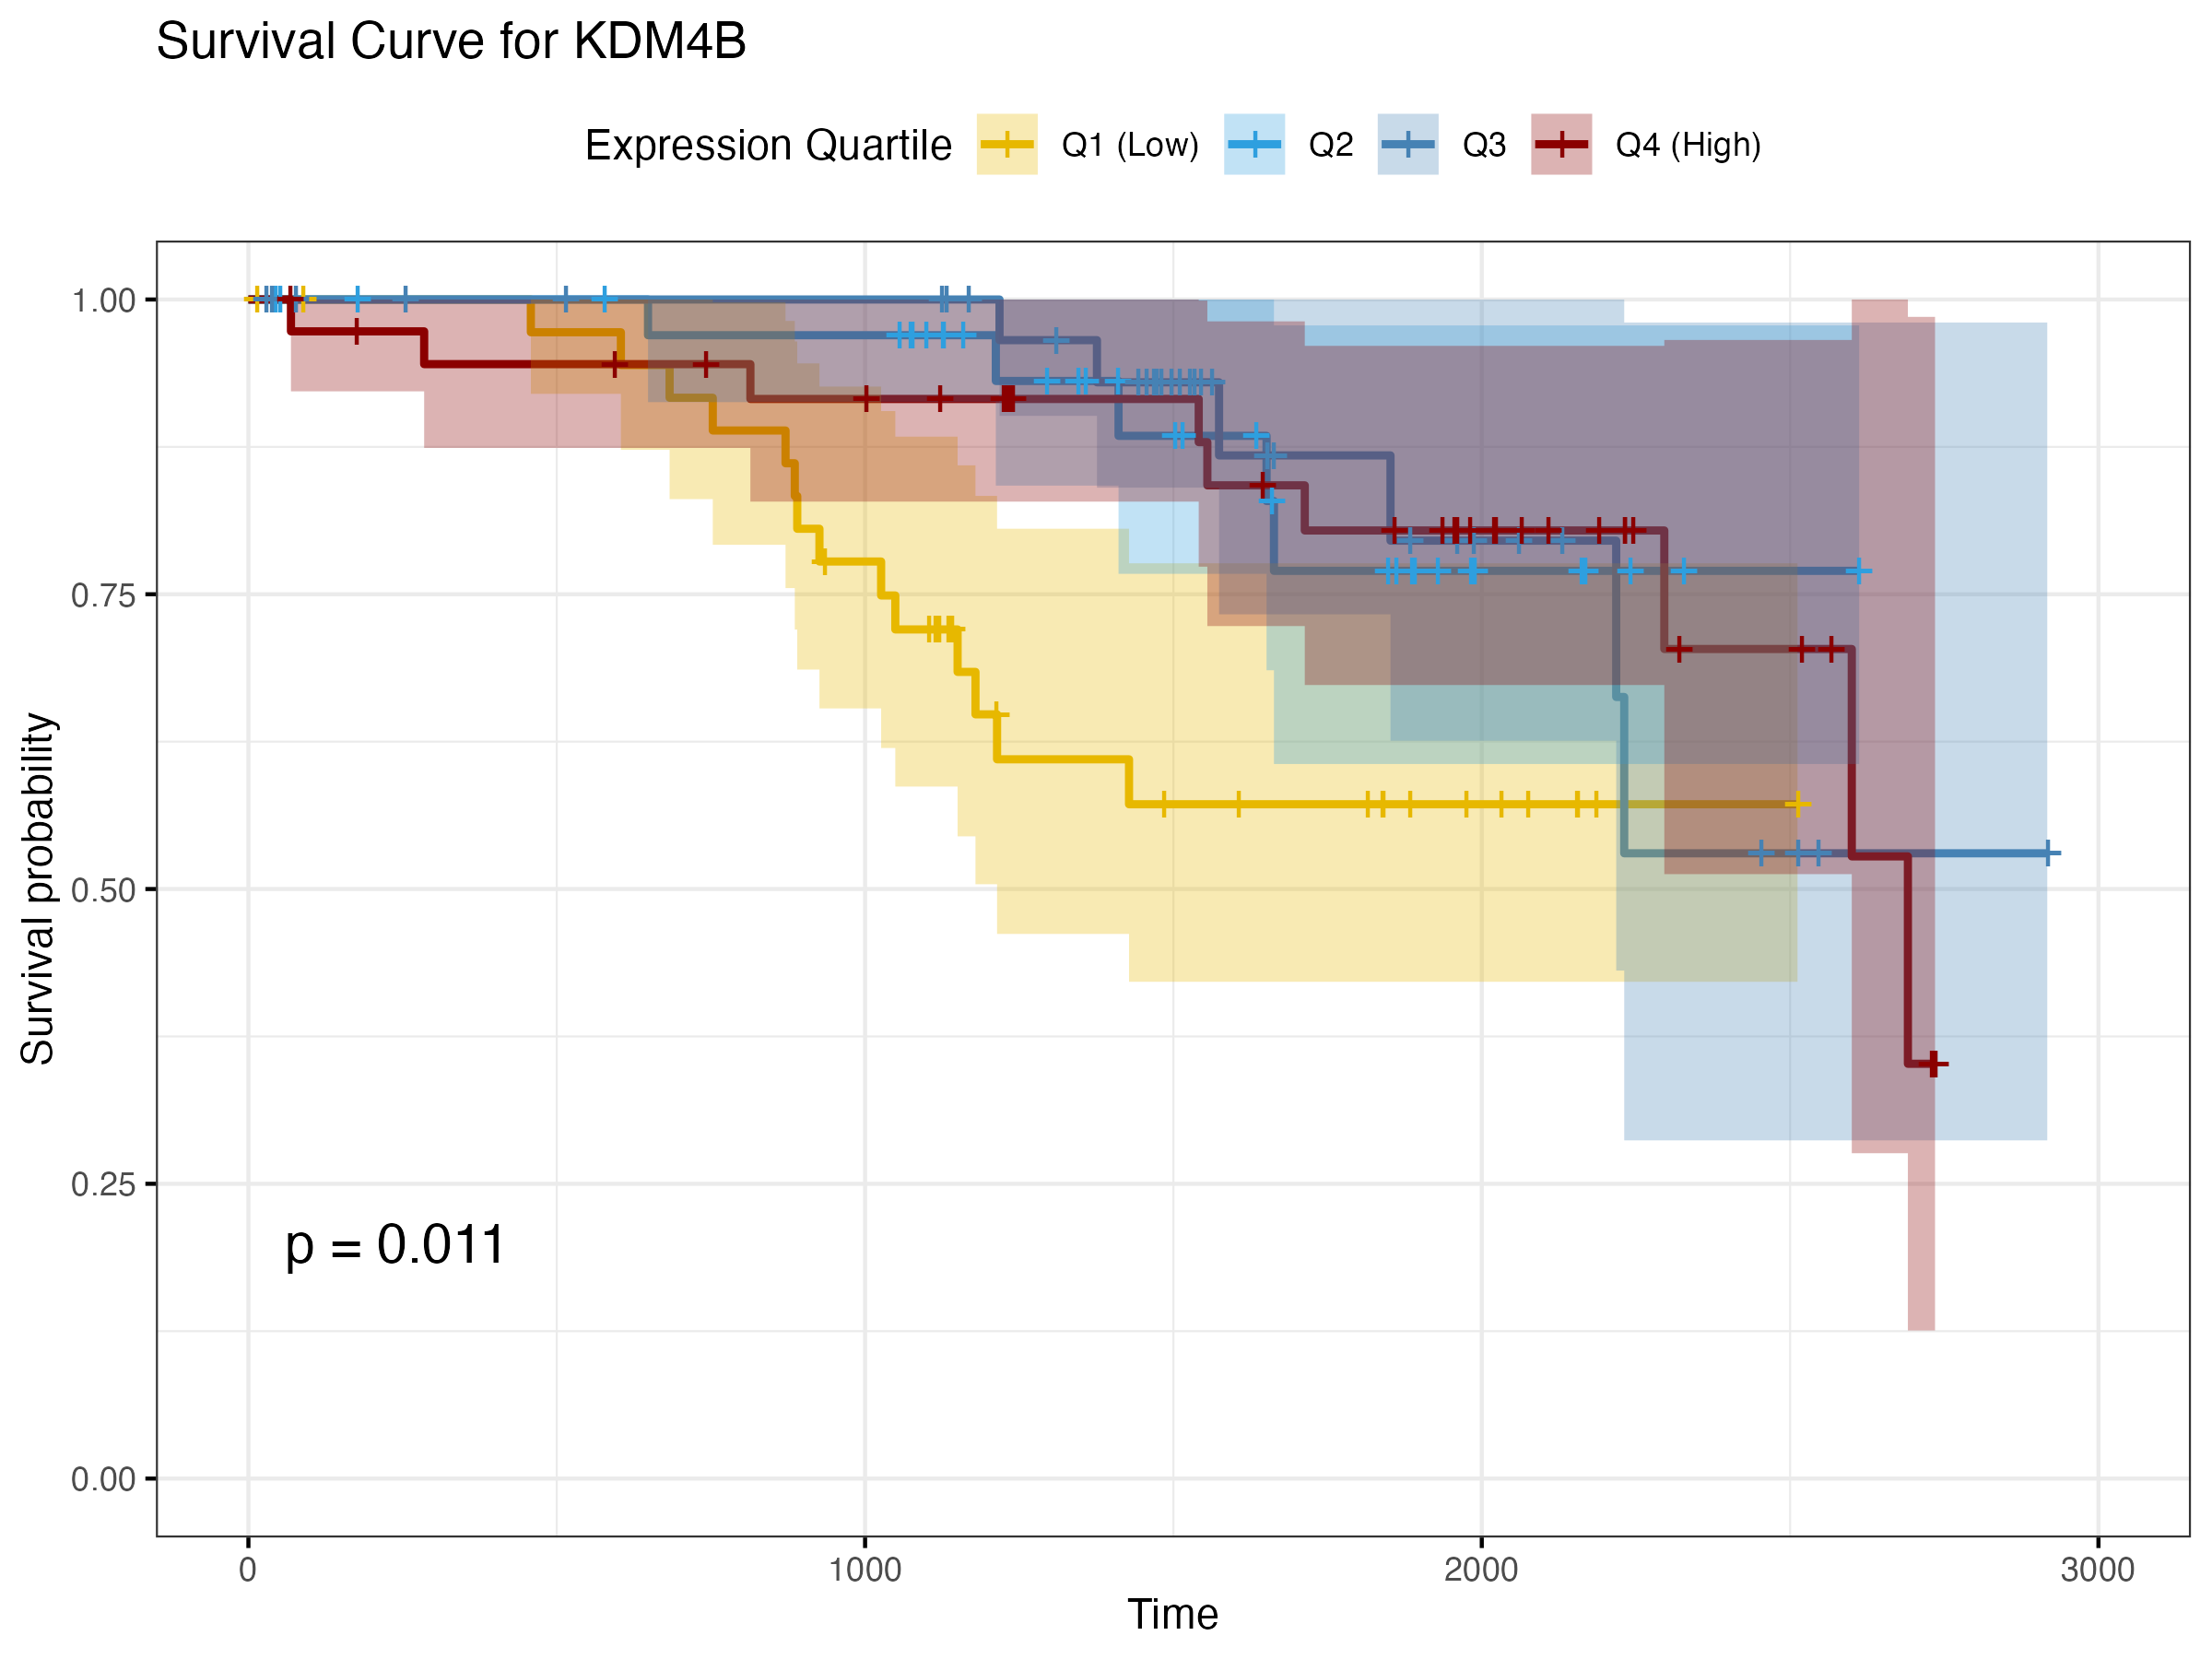 Survival Curve for KDM4B
Expression Quartile Q1 (Low) Q2 Q3 Q4 (High)
1.00
0.75
0.50
0.25
0.00
Survival probability
p = 0.011
0 1000 2000 3000
Time